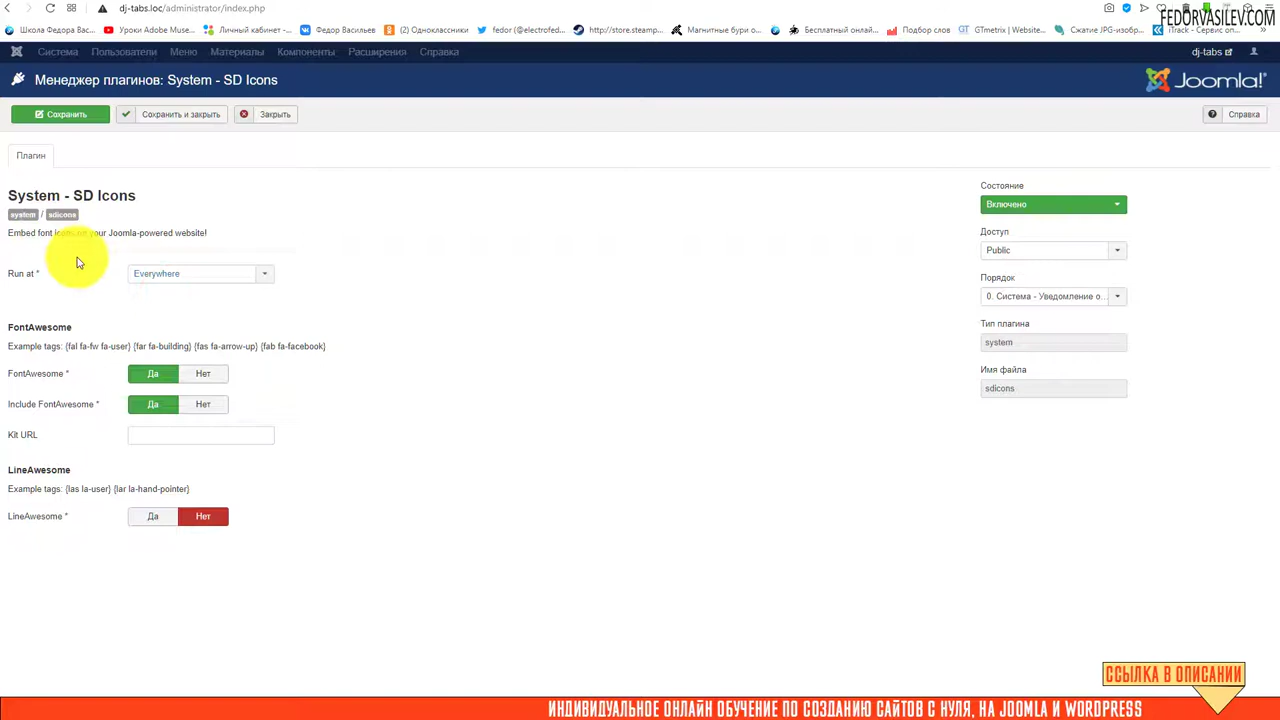 dj-tabs.loc/administrator/index.php
FEDORVASILEV.COM
Школа Федора Вас...
Уроки Adobe Muse...
Личный кабинет -...
Федор Васильев
(2) Одноклассники
fedor (@electrofed...
http://store.steamp...
Магнитные бури о...
Бесплатный онлай...
Подбор слов
GTmetrix | Website...
Сжатие JPG-изобр...
iTrack - Сервис оп...
Система
Пользователи
Меню
Материалы
Компоненты
Расширения
Справка
dj-tabs
Менеджер плагинов: System - SD Icons
Joomla!
Сохранить
Сохранить и закрыть
Закрыть
Справка
Плагин
System - SD Icons
system / sdicons
Embed font icons on your Joomla-powered website!
Run at *
Everywhere
FontAwesome
Example tags: {fal fa-fw fa-user} {far fa-building} {fas fa-arrow-up} {fab fa-facebook}
FontAwesome *
Да
Нет
Include FontAwesome *
Да
Нет
Kit URL
LineAwesome
Example tags: {las la-user} {lar la-hand-pointer}
LineAwesome *
Да
Нет
Состояние
Включено
Доступ
Public
Порядок
0. Система - Уведомление о...
Тип плагина
system
Имя файла
sdicons
ССЫЛКА В ОПИСАНИИ
ИНДИВИДУАЛЬНОЕ ОНЛАЙН ОБУЧЕНИЕ ПО СОЗДАНИЮ САЙТОВ С НУЛЯ, НА JOOMLA И WORDPRESS